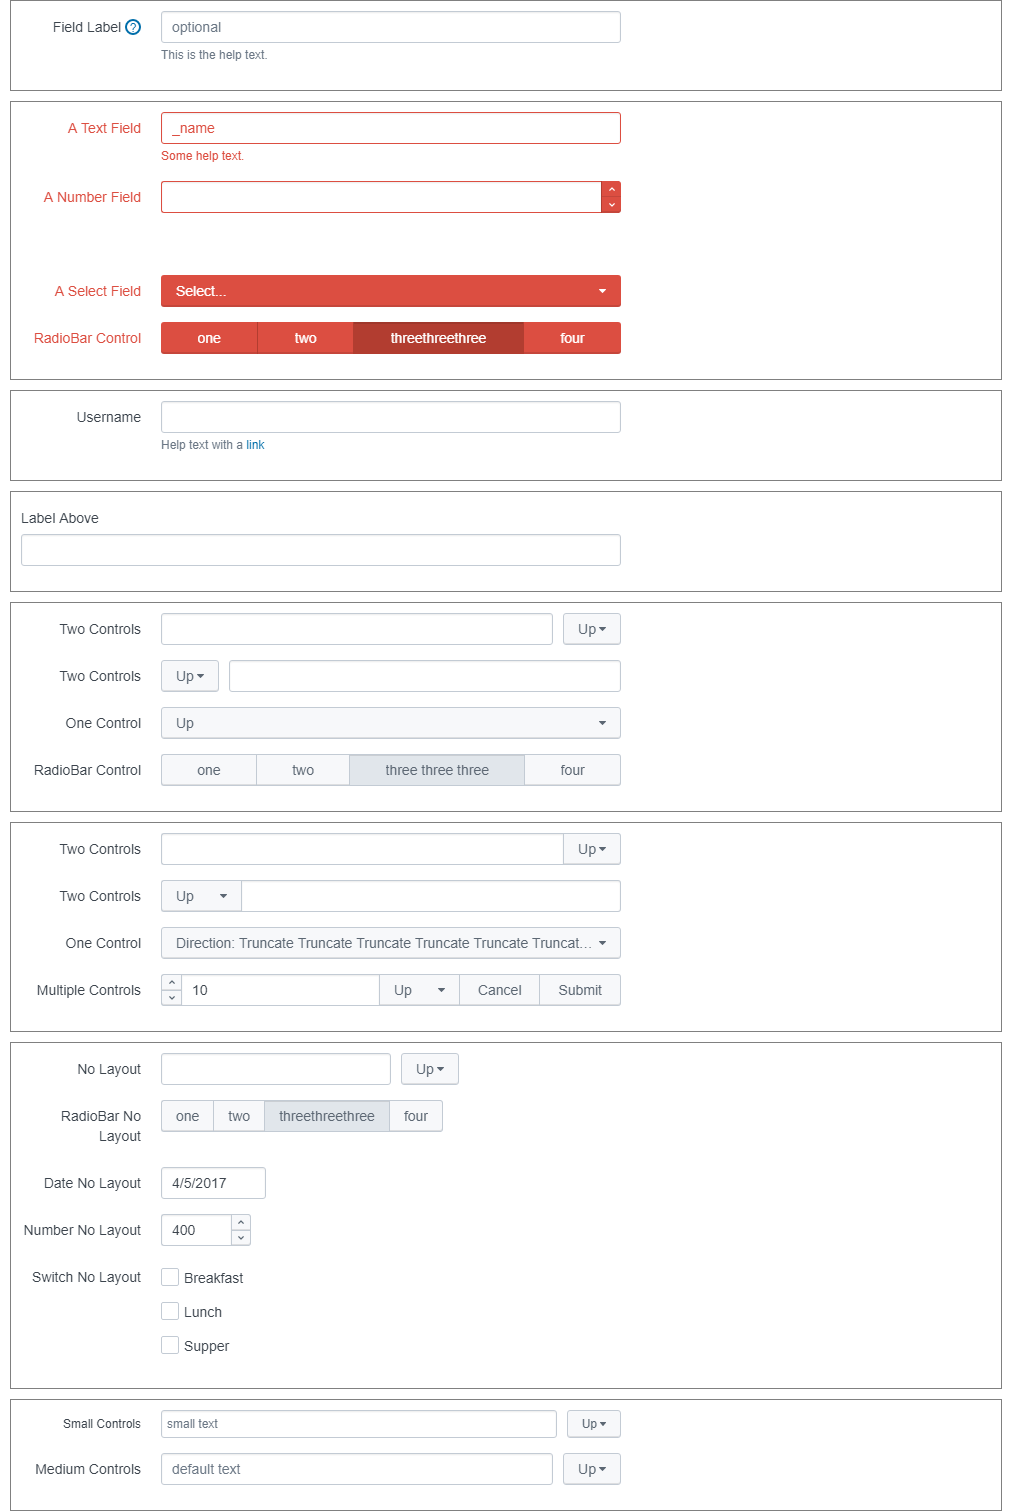 Field Label ? optional
This is the help text.
A Text Field _name
Some help text.
A Number Field
A Select Field Select...
RadioBar Control one two threethreethree four
Username
Help text with a link
Label Above
Two Controls Up
Two Controls Up
One Control Up
RadioBar Control one two three three three four
Two Controls Up
Two Controls Up
One Control Direction: Truncate Truncate Truncate Truncate Truncate Truncat...
Multiple Controls 10 Up Cancel Submit
No Layout Up
RadioBar No one two threethreethree four
Layout
Date No Layout 4/5/2017
Number No Layout 400
Switch No Layout Breakfast
Lunch
Supper
Small Controls small text Up
Medium Controls default text Up